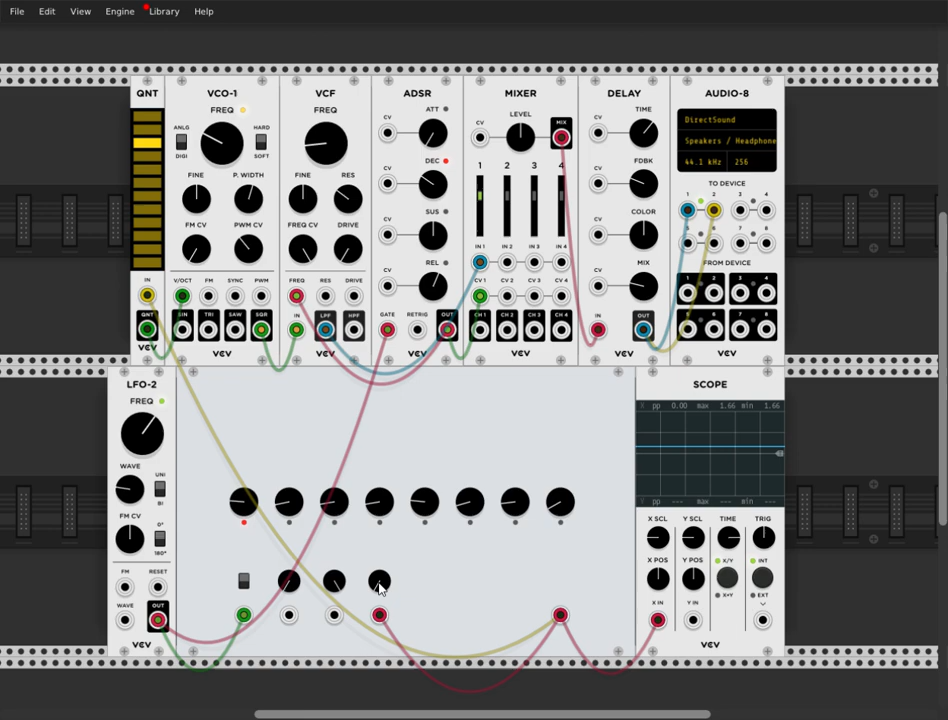 File Edit View Engine Library Help
QNT VCO-1 VCF ADSR MIXER DELAY AUDIO-8
FREQ FREQ ATT LEVEL TIME
ANLG HARD
DIGI SOFT
CV CV MIX CV
DirectSound
Speakers / Headphone
44.1 kHz 256
DEC 1 2 3 4 FDBK
FINE P. WIDTH FINE RES CV CV
TO DEVICE
1 2 3 4
SUS COLOR
FM CV PWM CV FREQ CV DRIVE CV CV
5 6 7 8
IN 1 IN 2 IN 3 IN 4
REL MIX FROM DEVICE
IN V/OCT FM SYNC PWM FREQ RES DRIVE CV CV 1 CV 2 CV 3 CV 4 CV
1 2 3 4
QNT SIN TRI SAW SQR IN LPF HPF GATE RETRIG OUT CH 1 CH 2 CH 3 CH 4 IN OUT
5 6 7 8
VCV VCV VCV VCV VCV VCV VCV
LFO-2 SCOPE
FREQ
X pp 0.00 max 1.66 min 1.66
WAVE UNI
BI
Y pp --- max --- min ---
FM CV 0°
180°
X SCL Y SCL TIME TRIG
X POS Y POS X/Y INT
X×Y EXT
FM RESET
X IN Y IN
WAVE OUT
VCV VCV